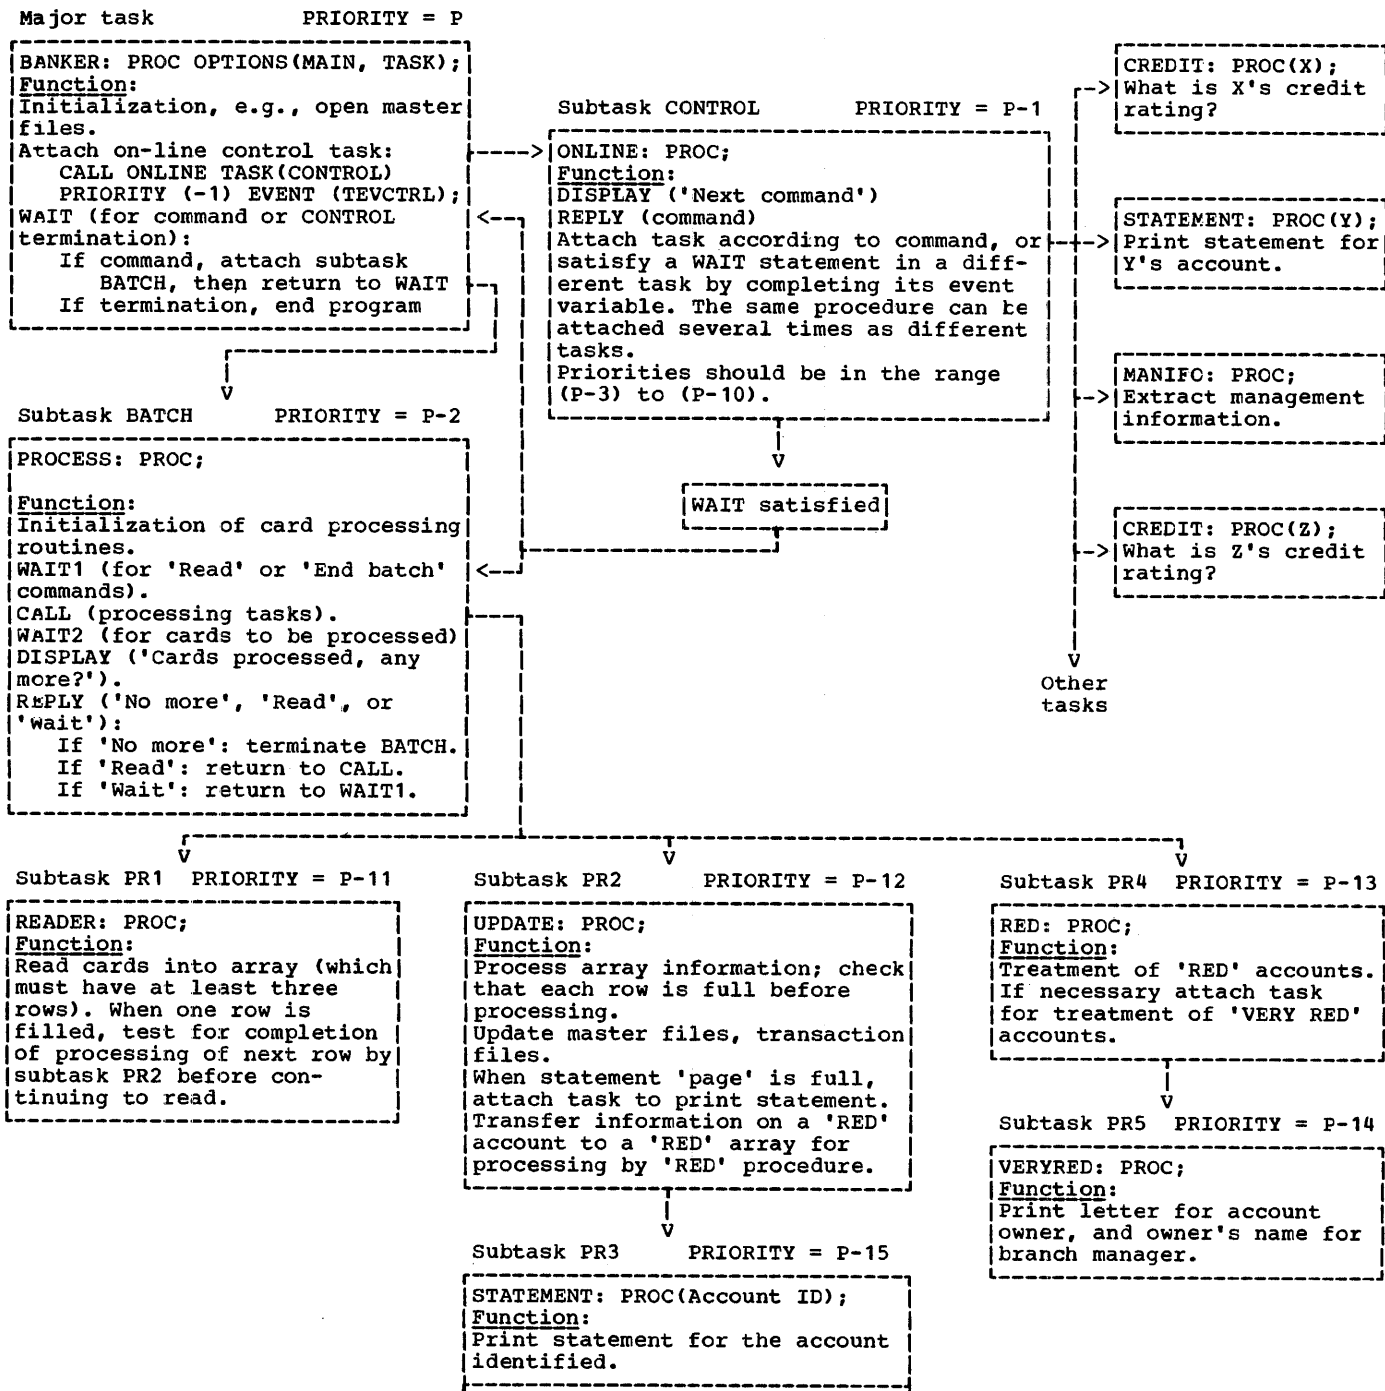 Major task PRIORITY = P
BANKER: PROC OPTIONS(MAIN, TASK);
Function:
Initialization, e.g., open master
files.
Attach on-line control task:
CALL ONLINE TASK(CONTROL)
PRIORITY (-1) EVENT (TEVCTRL);
WAIT (for command or CONTROL
termination):
If command, attach subtask
BATCH, then return to WAIT
If termination, end program
Subtask CONTROL PRIORITY = P-1
ONLINE: PROC;
Function:
DISPLAY ('Next command')
REPLY (command)
Attach task according to command, or
satisfy a WAIT statement in a diff-
erent task by completing its event
variable. The same procedure can be
attached several times as different
tasks.
Priorities should be in the range
(P-3) to (P-10).
WAIT satisfied
CREDIT: PROC(X);
What is X's credit
rating?
STATEMENT: PROC(Y);
Print statement for
Y's account.
MANIFO: PROC;
Extract management
information.
CREDIT: PROC(Z);
What is Z's credit
rating?
Other
tasks
Subtask BATCH PRIORITY = P-2
PROCESS: PROC;
Function:
Initialization of card processing
routines.
WAIT1 (for 'Read' or 'End batch'
commands).
CALL (processing tasks).
WAIT2 (for cards to be processed)
DISPLAY ('Cards processed, any
more?').
REPLY ('No more', 'Read', or
'Wait'):
If 'No more': terminate BATCH.
If 'Read': return to CALL.
If 'Wait': return to WAIT1.
Subtask PR1 PRIORITY = P-11
READER: PROC;
Function:
Read cards into array (which
must have at least three
rows). When one row is
filled, test for completion
of processing of next row by
subtask PR2 before con-
tinuing to read.
Subtask PR2 PRIORITY = P-12
UPDATE: PROC;
Function:
Process array information; check
that each row is full before
processing.
Update master files, transaction
files.
When statement 'page' is full,
attach task to print statement.
Transfer information on a 'RED'
account to a 'RED' array for
processing by 'RED' procedure.
Subtask PR3 PRIORITY = P-15
STATEMENT: PROC(Account ID);
Function:
Print statement for the account
identified.
Subtask PR4 PRIORITY = P-13
RED: PROC;
Function:
Treatment of 'RED' accounts.
If necessary attach task
for treatment of 'VERY RED'
accounts.
Subtask PR5 PRIORITY = P-14
VERYRED: PROC;
Function:
Print letter for account
owner, and owner's name for
branch manager.